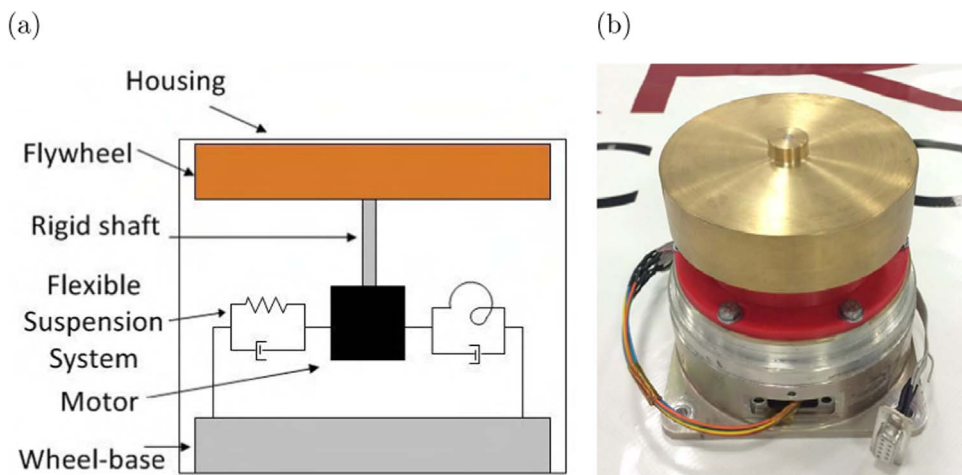 (a)
(b)
Housing
Flywheel
Rigid shaft
Flexible
Suspension
System
Motor
Wheel-base